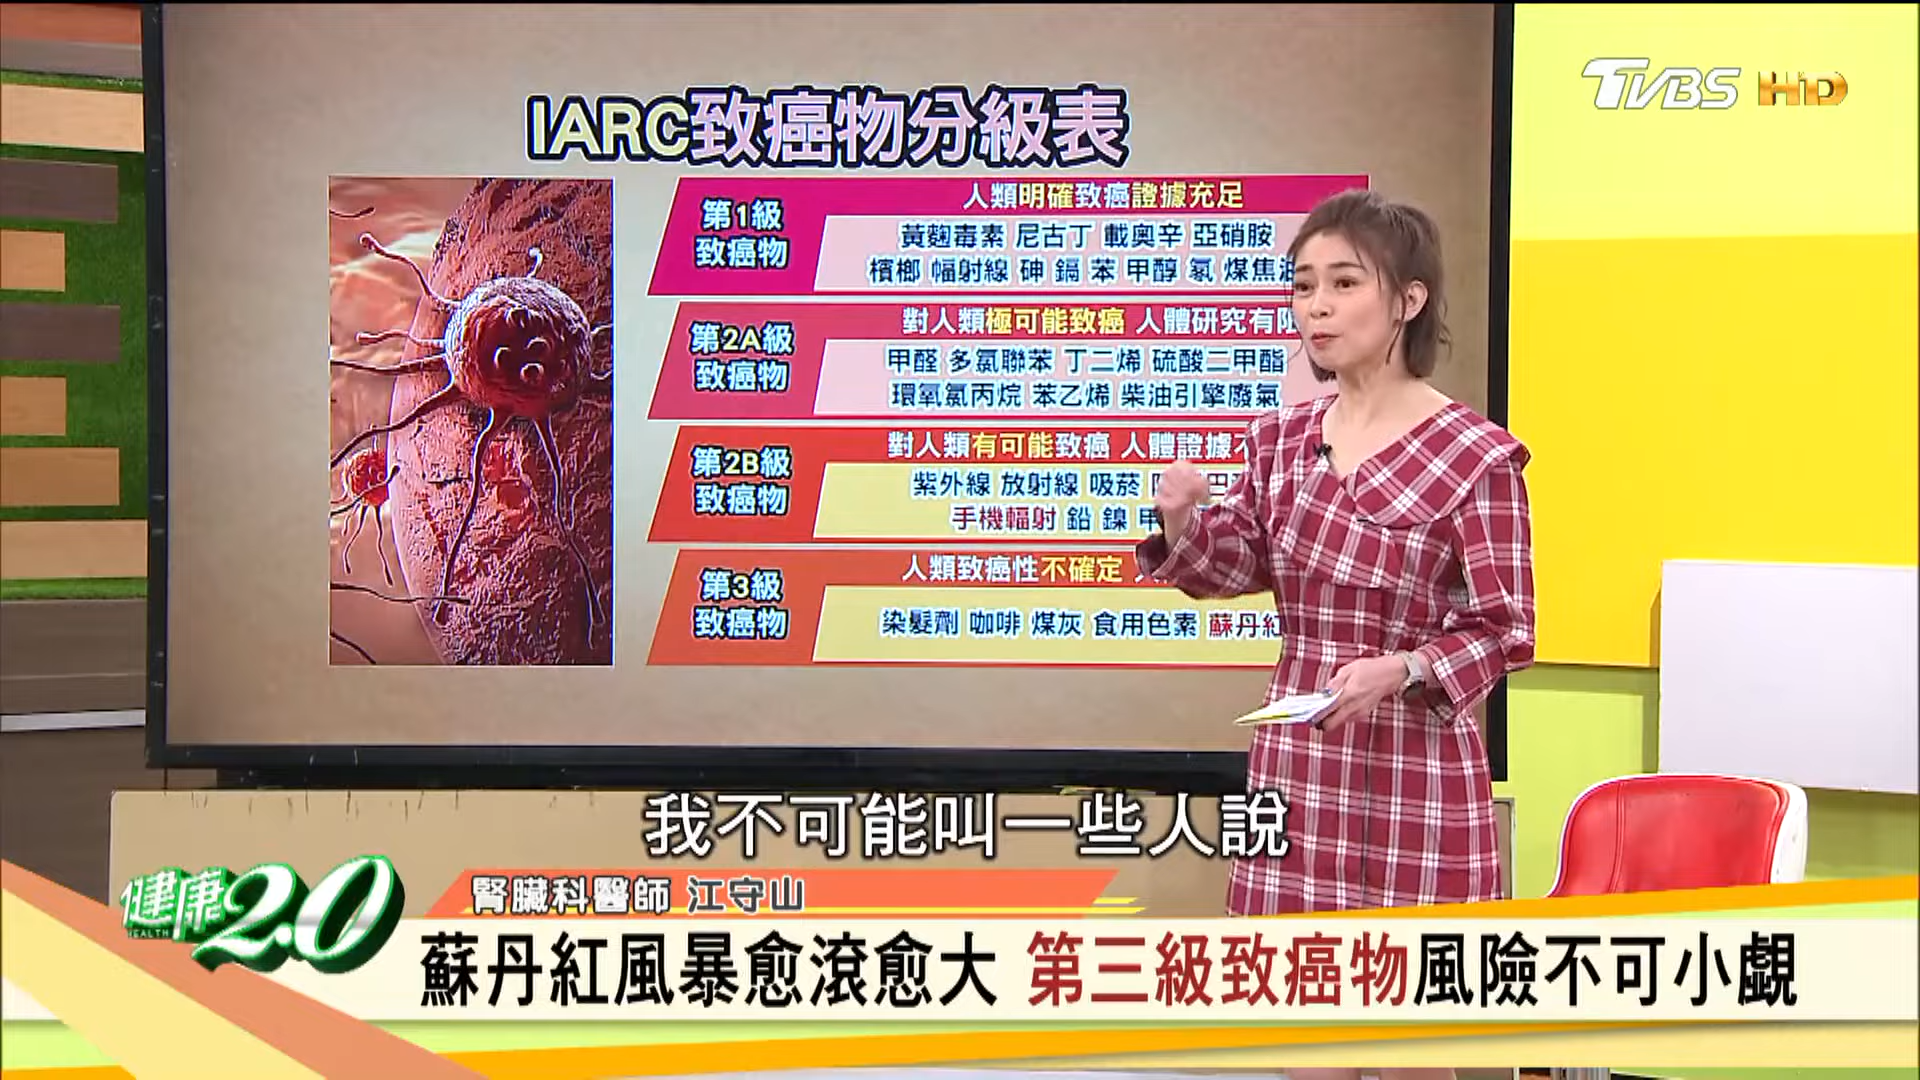 TVBS HD
IARC致癌物分級表
第1級
致癌物
人類明確致癌證據充足
黃麴毒素 尼古丁 戴奧辛 亞硝胺
檳榔 幅射線 砷 鎘 苯 甲醇 氡 煤焦油
第2A級
致癌物
對人類極可能致癌 人體研究有限
甲醛 多氯聯苯 丁二烯 硫酸二甲酯
環氧氯丙烷 苯乙烯 柴油引擎廢氣
第2B級
致癌物
對人類有可能致癌 人體證據不
紫外線 放射線 吸菸
手機輻射 鉛 鎳 甲
第3級
致癌物
人類致癌性不確定
染髮劑 咖啡 煤灰 食用色素 蘇丹紅
我不可能叫一些人說
健康2.0
HEALTH
腎臟科醫師 江守山
蘇丹紅風暴愈滾愈大 第三級致癌物風險不可小覷